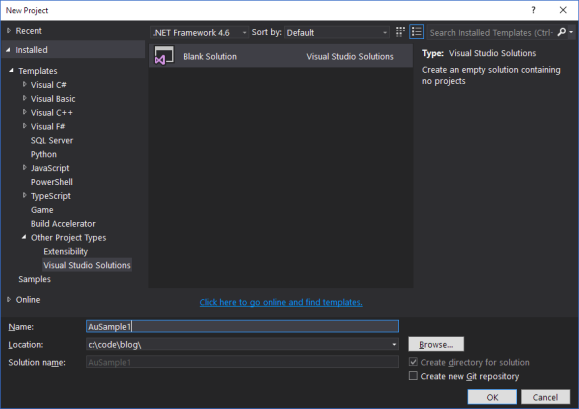 New Project
Recent
.NET Framework 4.6 Sort by: Default Search Installed Templates (Ctrl-
Installed
Blank Solution Visual Studio Solutions
Type: Visual Studio Solutions
Create an empty solution containing
no projects
Templates
Visual C#
Visual Basic
Visual C++
Visual F#
SQL Server
Python
JavaScript
PowerShell
TypeScript
Game
Build Accelerator
Other Project Types
Extensibility
Visual Studio Solutions
Samples
Online
Click here to go online and find templates.
Name: AuSample1
Location: c:\code\blog\ Browse...
Solution name: AuSample1 Create directory for solution
Create new Git repository
OK Cancel